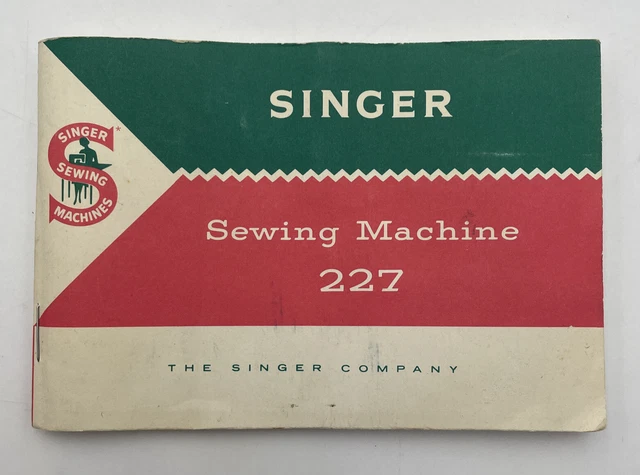 SINGER
SINGER
SEWING
MACHINES
Sewing Machine
227
THE SINGER COMPANY